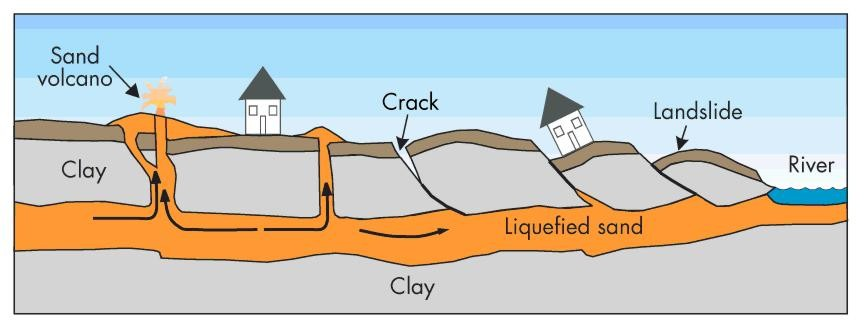 Sand
volcano
Crack
Landslide
Clay
River
Liquefied sand
Clay